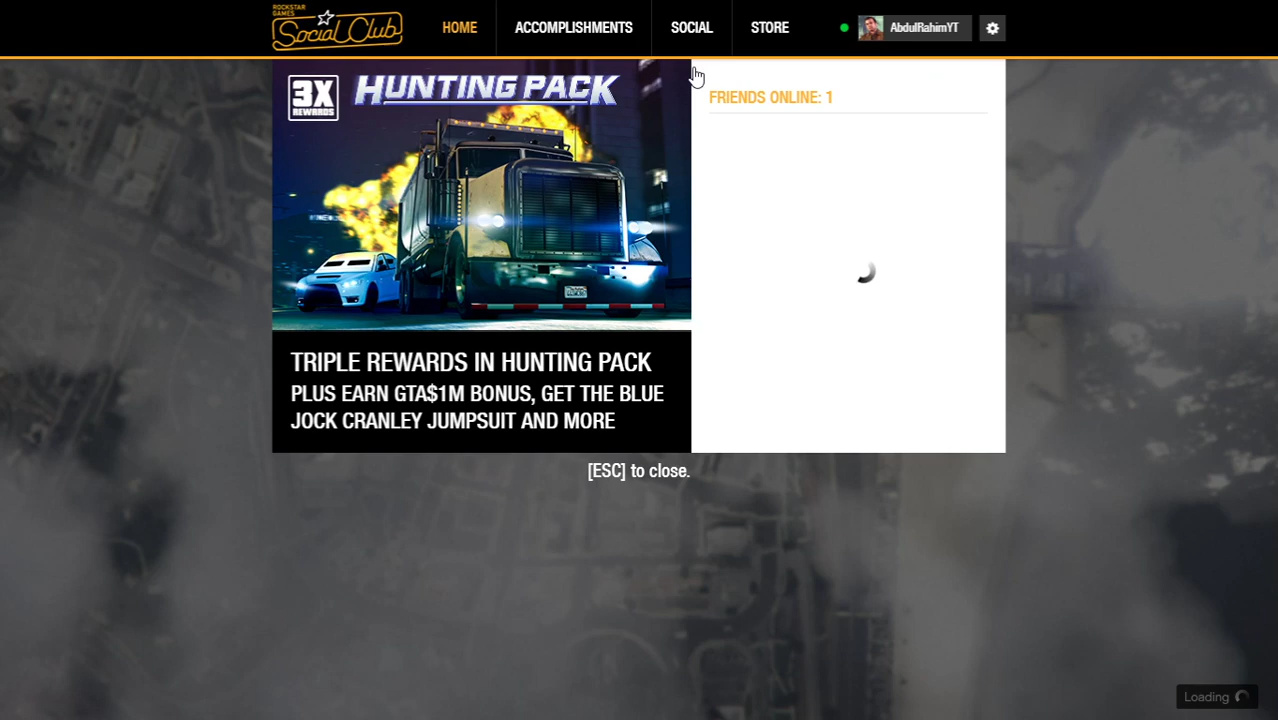 ROCKSTAR
GAMES
Social Club
HOME
ACCOMPLISHMENTS
SOCIAL
STORE
AbdulRahimYT
3X
REWARDS
HUNTING PACK
FRIENDS ONLINE: 1
TRIPLE REWARDS IN HUNTING PACK
PLUS EARN GTA$1M BONUS, GET THE BLUE
JOCK CRANLEY JUMPSUIT AND MORE
[ESC] to close.
Loading